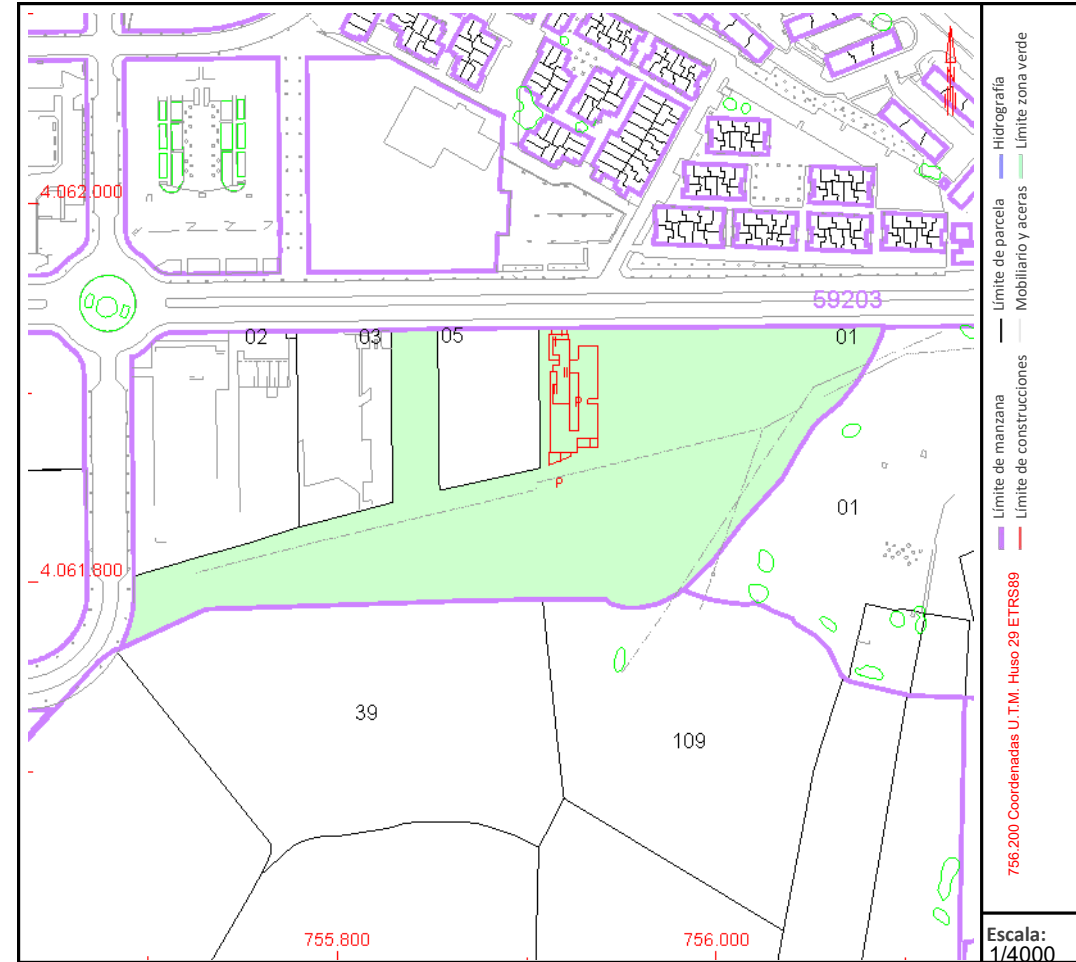 4.062.000
59203
02
03
05
01
II
II
P
P
01
4.061.800
39
109
755.800
756.000
Límite de manzana
Límite de parcela
Hidrografía
Límite de construcciones
Mobiliario y aceras
Límite zona verde
756.200 Coordenadas U.T.M. Huso 29 ETRS89
Escala:
1/4000